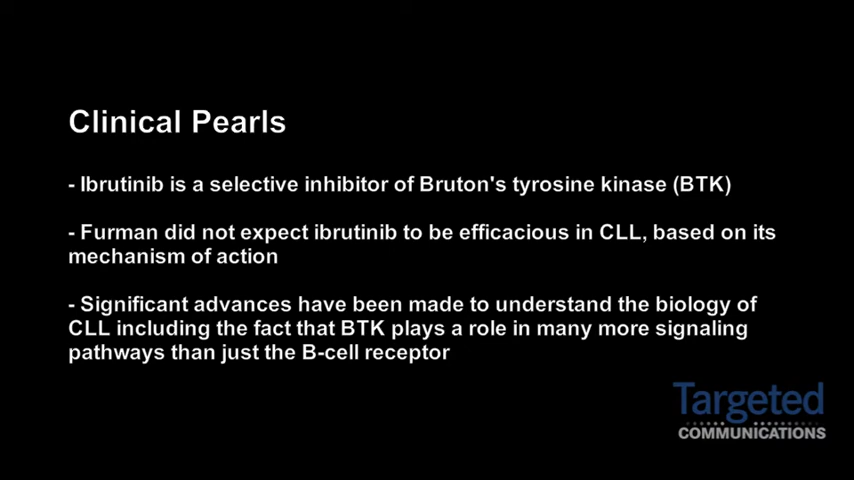 Clinical Pearls
- Ibrutinib is a selective inhibitor of Bruton's tyrosine kinase (BTK)
- Furman did not expect ibrutinib to be efficacious in CLL, based on its
mechanism of action
- Significant advances have been made to understand the biology of
CLL including the fact that BTK plays a role in many more signaling
pathways than just the B-cell receptor
Targeted
COMMUNICATIONS